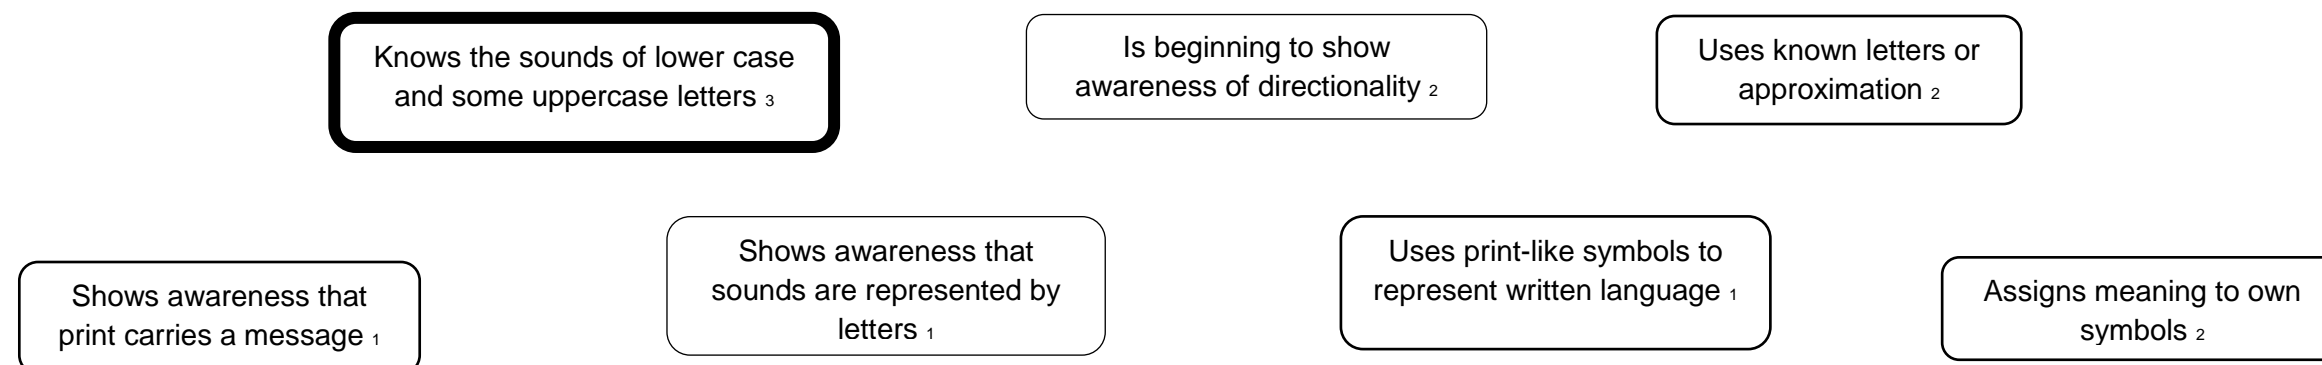 Knows the sounds of lower case
and some uppercase letters 3
Is beginning to show
awareness of directionality 2
Uses known letters or
approximation 2
Shows awareness that
print carries a message 1
Shows awareness that
sounds are represented by
letters 1
Uses print-like symbols to
represent written language 1
Assigns meaning to own
symbols 2